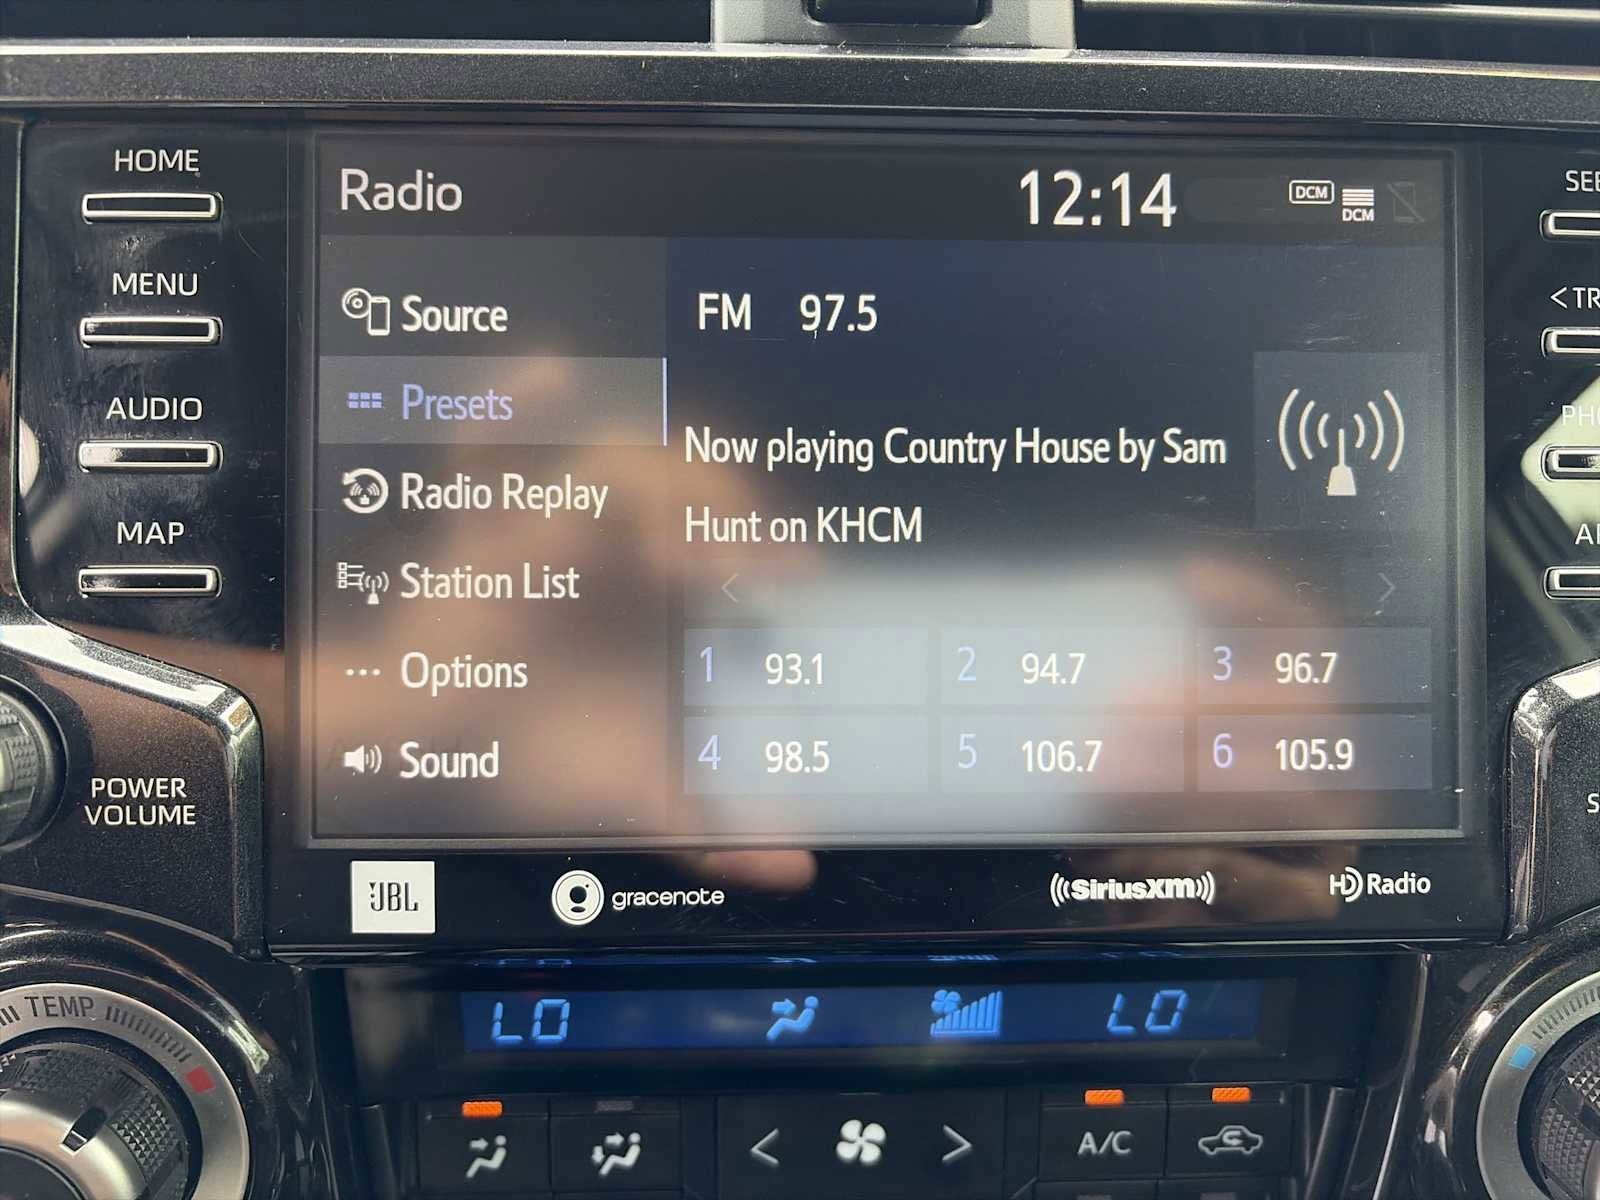 HOME
MENU
AUDIO
MAP
POWER
VOLUME
Radio
12:14
DCM
DCM
Source
Presets
Radio Replay
Station List
Options
Sound
FM 97.5
Now playing Country House by Sam
Hunt on KHCM
<
>
1 93.1
2 94.7
3 96.7
4 98.5
5 106.7
6 105.9
JBL
gracenote
((SiriusXM))
HD Radio
< TR
TEMP
LO
LO
<
>
A/C